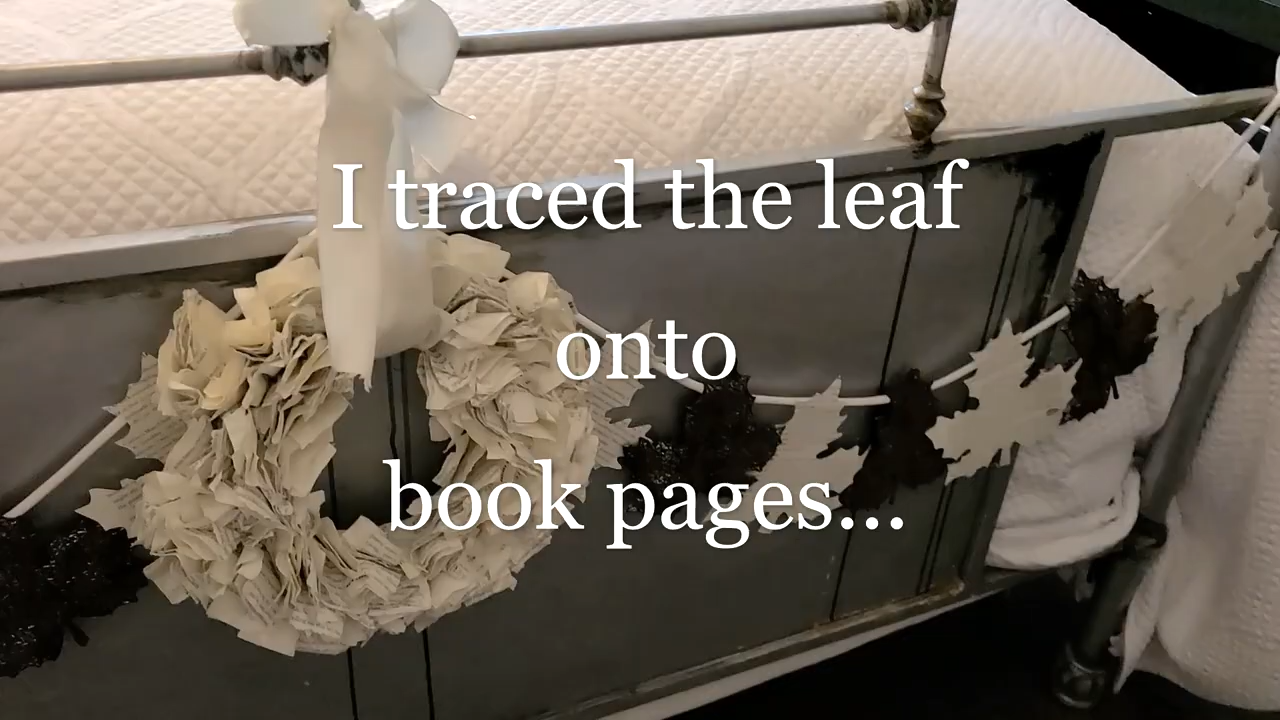 I traced the leaf
onto
book pages...